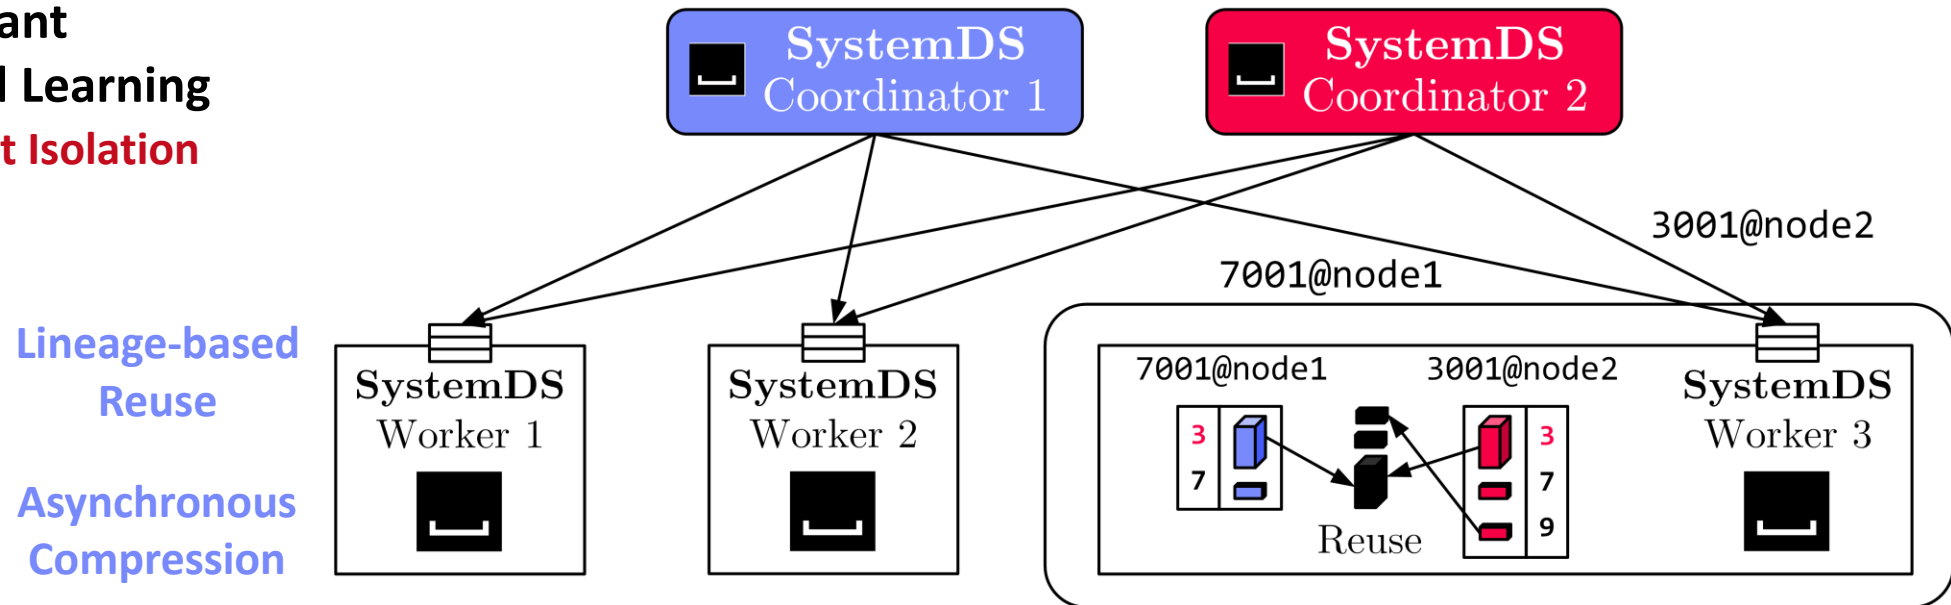 ant
l Learning
t Isolation
SystemDS
Coordinator 1
SystemDS
Coordinator 2
3001@node2
7001@node1
Lineage-based
Reuse
Asynchronous
Compression
SystemDS
Worker 1
SystemDS
Worker 2
7001@node1
3001@node2
3
7
3
7
9
Reuse
SystemDS
Worker 3